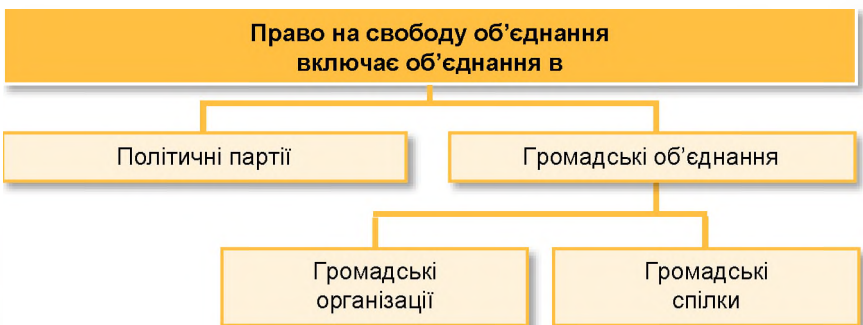 Право на свободу об’єднання
включає об’єднання в
Політичні партії
Громадські об’єднання
Громадські
організації
Громадські
спілки